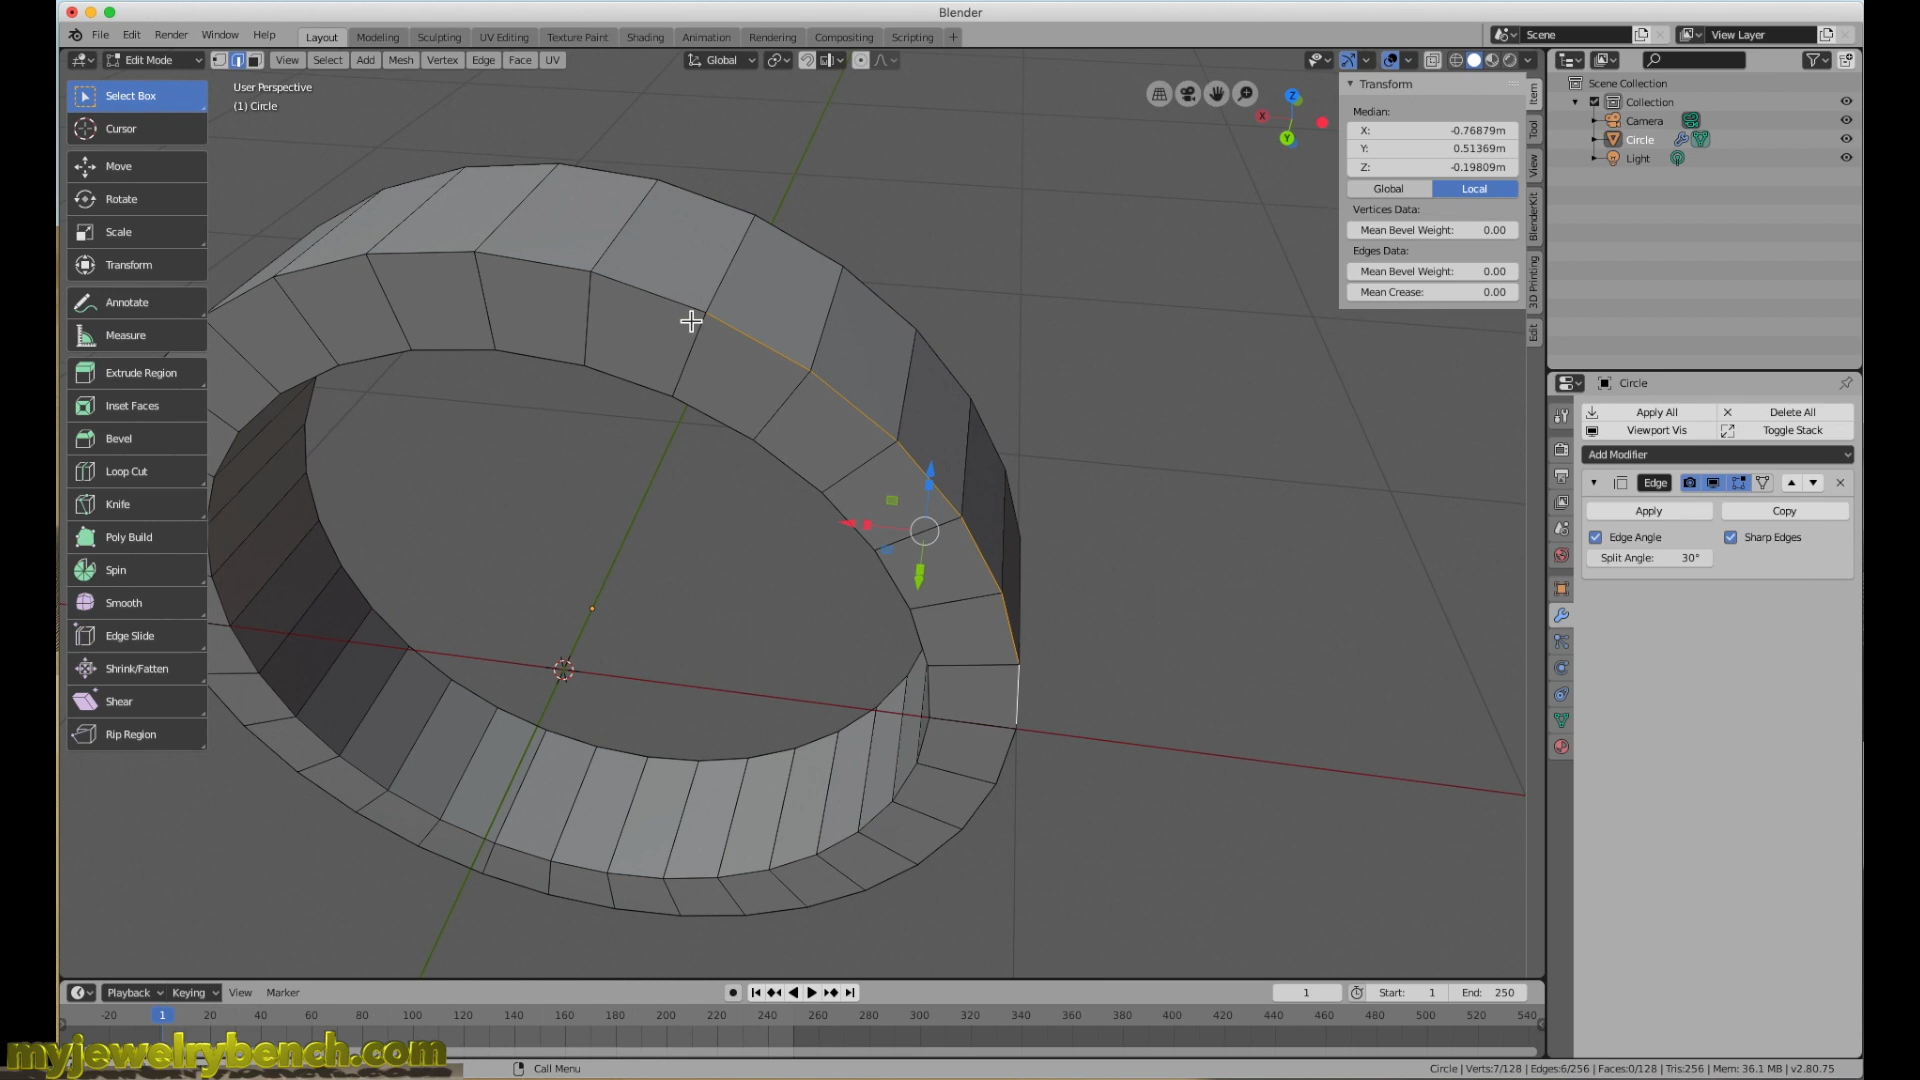 Blender
File Edit Render Window Help
Layout Modeling Sculpting UV Editing Texture Paint Shading Animation Rendering Compositing Scripting
Scene
View Layer
Edit Mode View Select Add Mesh Vertex Edge Face UV
Global
User Perspective
(1) Circle
Select Box
Cursor
Move
Rotate
Scale
Transform
Annotate
Measure
Extrude Region
Inset Faces
Bevel
Loop Cut
Knife
Poly Build
Spin
Smooth
Edge Slide
Shrink/Fatten
Shear
Rip Region
Z
X
Y
Transform
Median:
X: -0.76879m
Y: 0.51369m
Z: -0.19809m
Global Local
Vertices Data:
Mean Bevel Weight: 0.00
Edges Data:
Mean Bevel Weight: 0.00
Mean Crease: 0.00
Item
Tool
View
BlenderKit
3D Printing
Edit
Scene Collection
Collection
Camera
Circle
Light
Circle
Apply All Delete All
Viewport Vis Toggle Stack
Add Modifier
Edge
Apply Copy
Edge Angle Sharp Edges
Split Angle: 30°
Playback Keying View Marker
1 Start: 1 End: 250
-20 1 20 40 60 80 100 120 140 160 180 200 220 240 260 280 300 320 340 360 380 400 420 440 460 480 500 520 540
myjewelrybench.com
Call Menu
Circle | Verts:7/128 | Edges:6/256 | Faces:0/128 | Tris:256 | Mem: 36.1 MB | v2.80.75